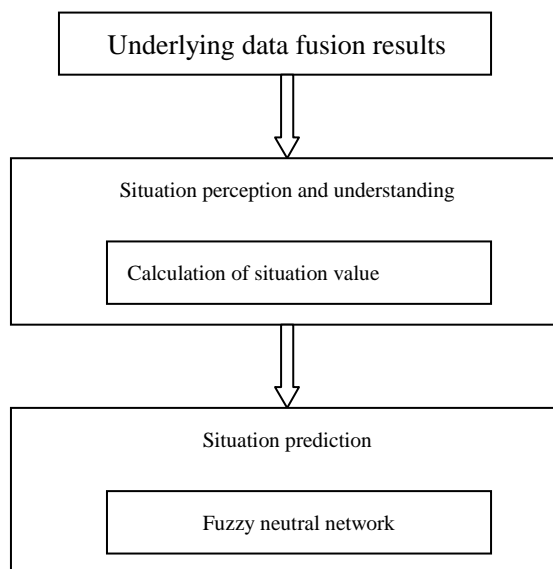 Underlying data fusion results
Situation perception and understanding
Calculation of situation value
Situation prediction
Fuzzy neutral network